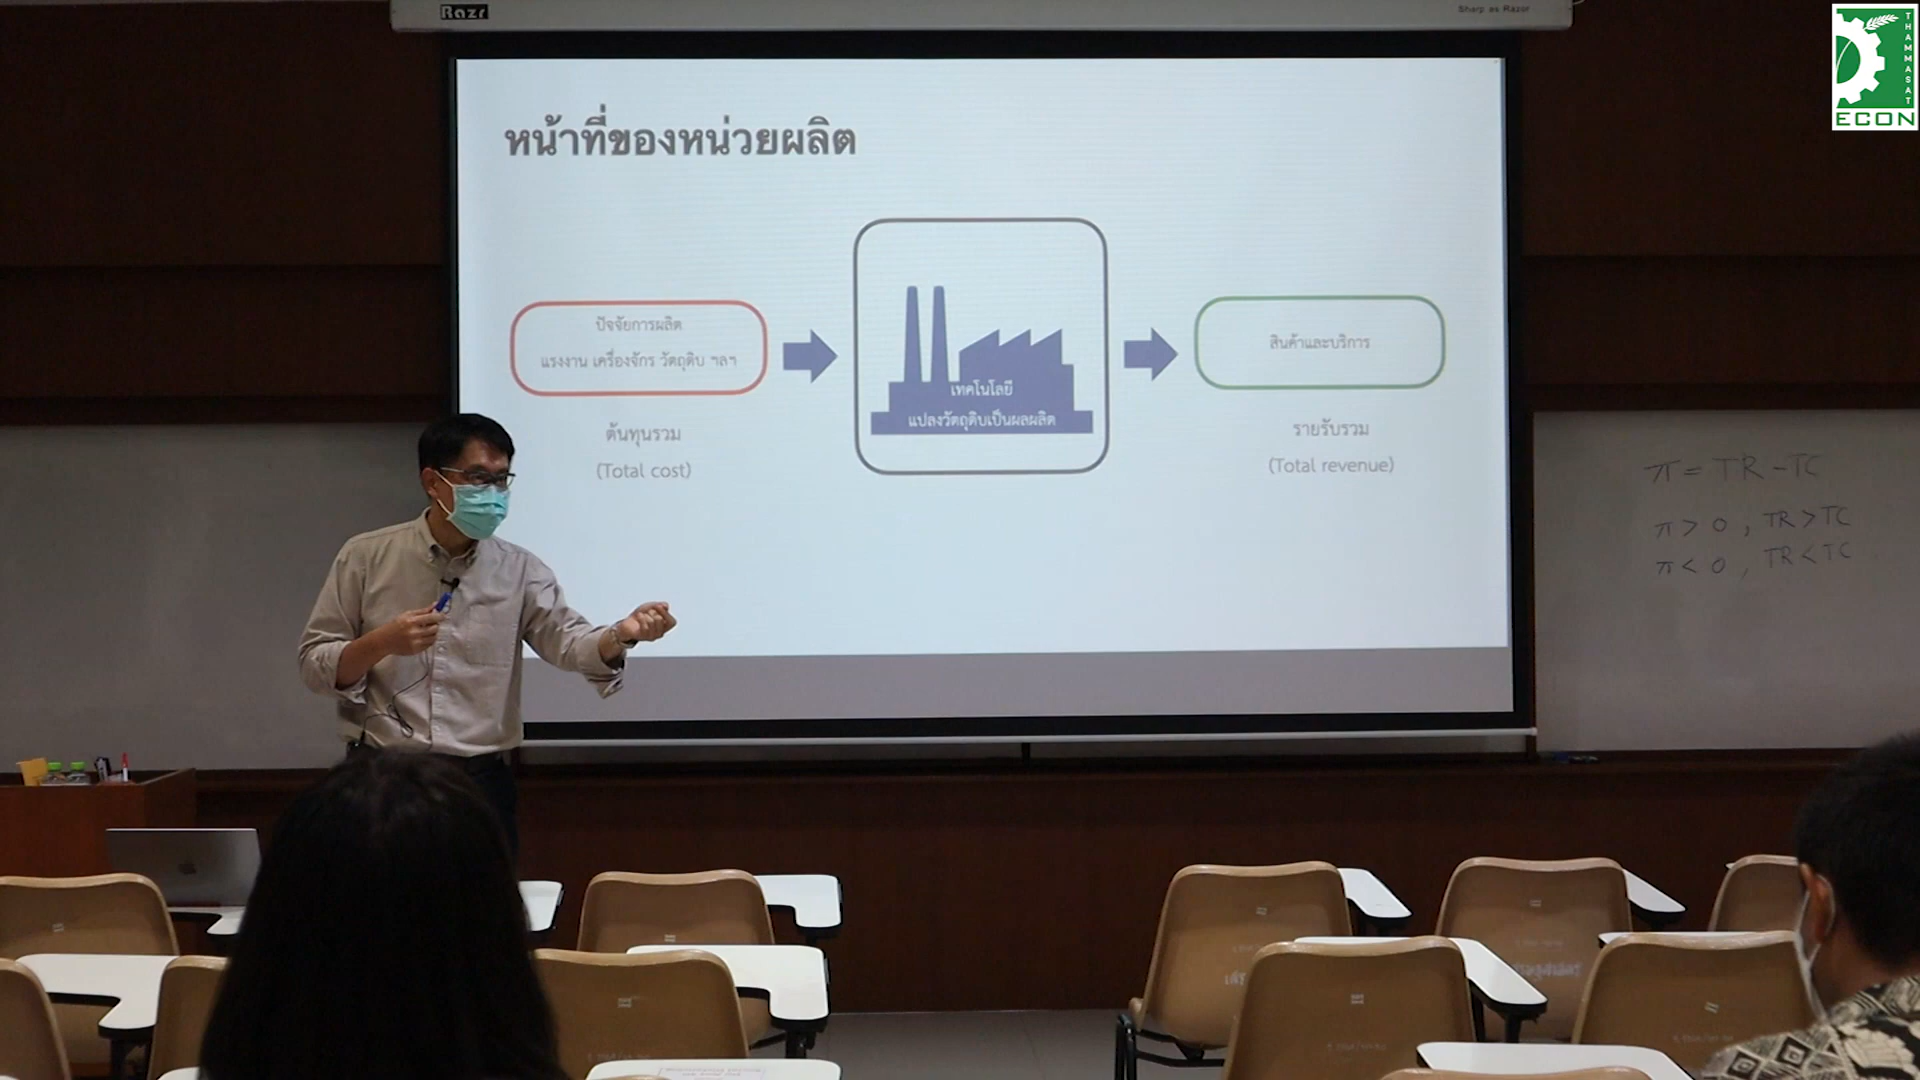 Razr
Sharp as Razor
THAMMASAT
ECON
หน้าที่ของหน่วยผลิต
ปัจจัยการผลิต
แรงงาน เครื่องจักร วัตถุดิบ ฯลฯ
ต้นทุนรวม
(Total cost)
เทคโนโลยี
แปลงวัตถุดิบเป็นผลผลิต
สินค้าและบริการ
รายรับรวม
(Total revenue)
π = TR - TC
π > 0 , TR > TC
π < 0 , TR < TC